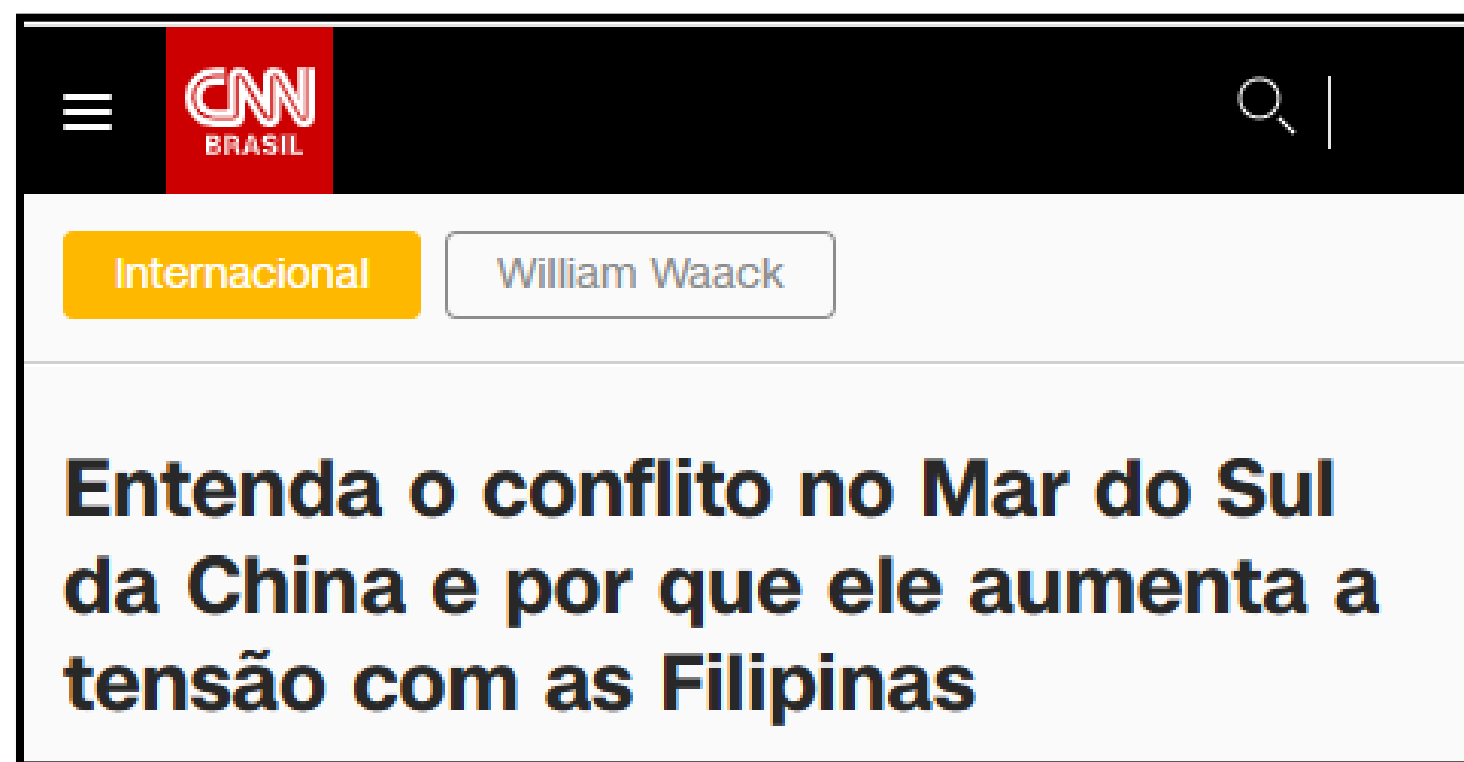 CNN
BRASIL
Internacional
William Waack
Entenda o conflito no Mar do Sul
da China e por que ele aumenta a
tensão com as Filipinas